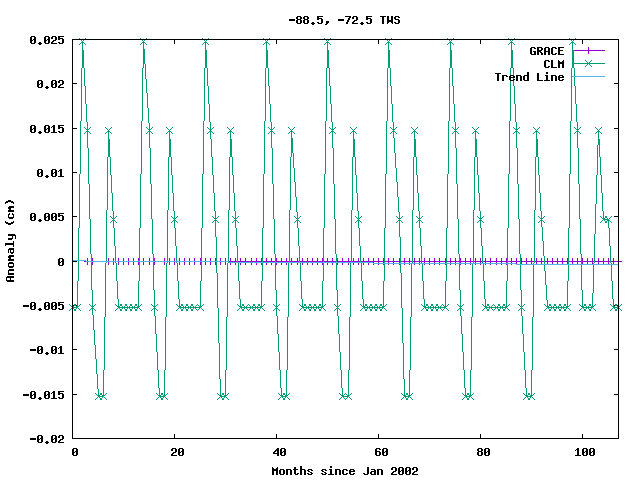 -88.5, -72.5 TWS
GRACE
CLM
Trend Line
0.025
0.02
0.015
0.01
0.005
0
-0.005
-0.01
-0.015
-0.02
Anomaly (cm)
0 20 40 60 80 100
Months since Jan 2002